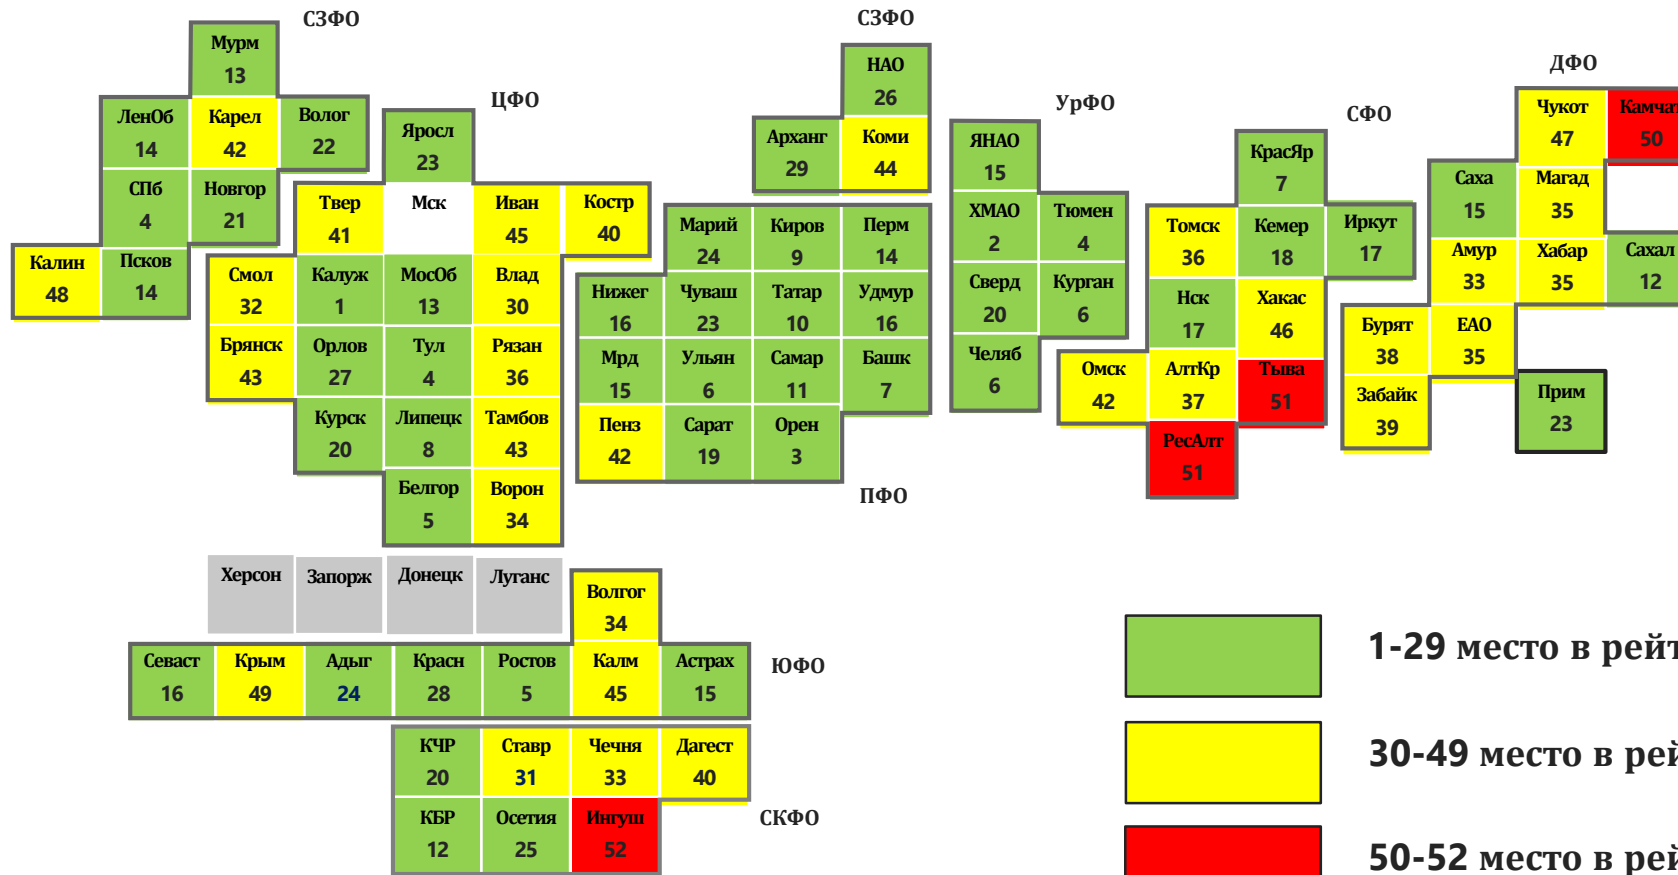 СЗФО
Мурм
13
ЛенОб
14
Карел
42
Волог
22
СПб
4
Новгор
21
Калин
48
Псков
14
ЦФО
Яросл
23
Твер
41
Мск
Иван
45
Костр
40
Смол
32
Калуж
1
МосОб
13
Влад
30
Брянск
43
Орлов
27
Тул
4
Рязан
36
Курск
20
Липецк
8
Тамбов
43
Белгор
5
Ворон
34
СЗФО
НАО
26
Арханг
29
Коми
44
Марий
24
Киров
9
Перм
14
Нижег
16
Чуваш
23
Татар
10
Удмур
16
Мрд
15
Ульян
6
Самар
11
Башк
7
Пенз
42
Сарат
19
Орен
3
ПФО
УрФО
ЯНАО
15
ХМАО
2
Тюмен
4
Сверд
20
Курган
6
Челяб
6
СФО
КрасЯр
7
Томск
36
Кемер
18
Иркут
17
Нск
17
Хакас
46
Омск
42
АлтКр
37
Тыва
51
РесАлт
51
ДФО
Чукот
47
Камчат
50
Саха
15
Магад
35
Амур
33
Хабар
35
Сахал
12
Бурят
38
ЕАО
35
Забайк
39
Прим
23
Херсон
Запорж
Донецк
Луганс
Волгог
34
Севаст
16
Крым
49
Адыг
24
Красн
28
Ростов
5
Калм
45
Астрах
15
ЮФО
КЧР
20
Ставр
31
Чечня
33
Дагест
40
КБР
12
Осетия
25
Ингуш
52
СКФО
1-29 место в рейт
30-49 место в рей
50-52 место в рей